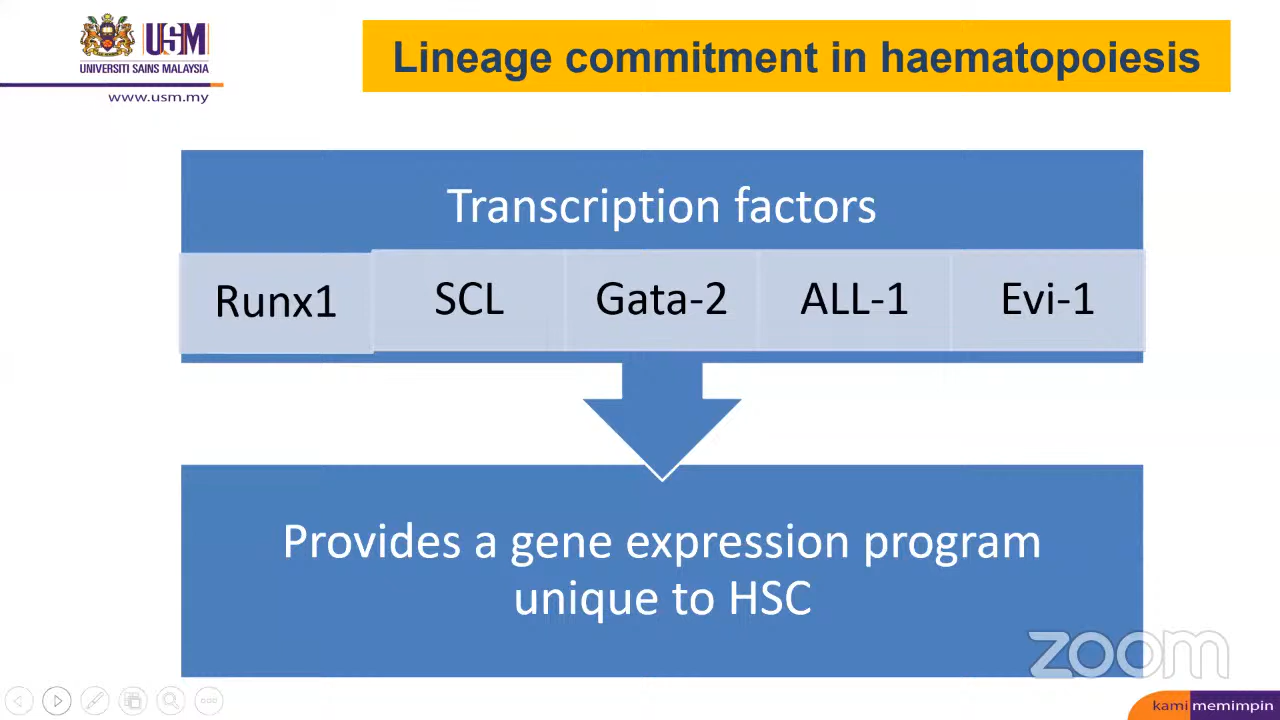 USM
UNIVERSITI SAINS MALAYSIA
www.usm.my
Lineage commitment in haematopoiesis
Transcription factors
Runx1 SCL Gata-2 ALL-1 Evi-1
Provides a gene expression program
unique to HSC
zoom
kami memimpin